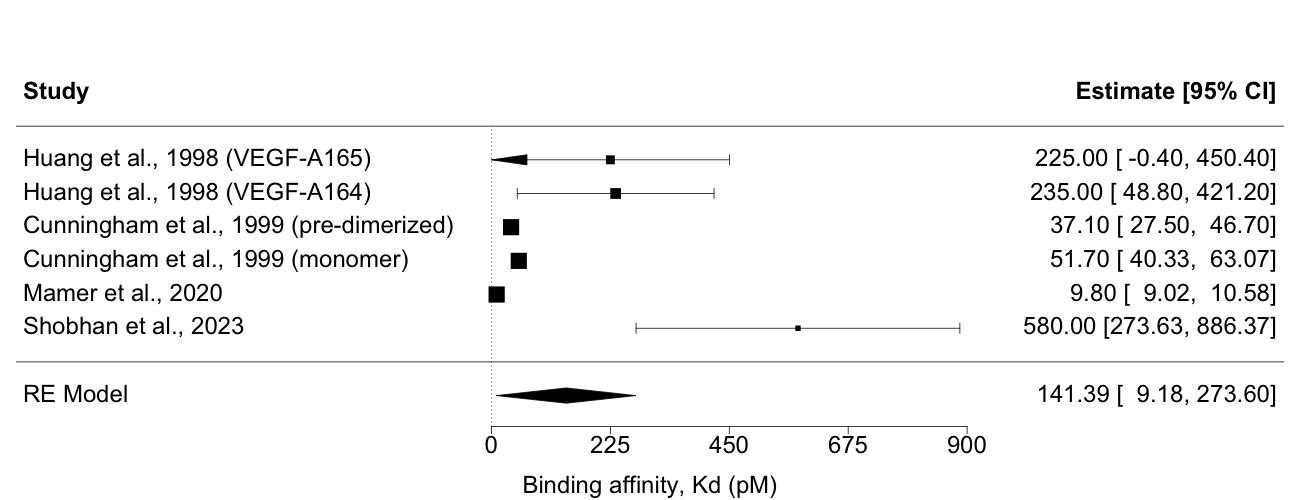 Study Estimate [95% CI]
Huang et al., 1998 (VEGF-A165) 225.00 [ -0.40, 450.40]
Huang et al., 1998 (VEGF-A164) 235.00 [ 48.80, 421.20]
Cunningham et al., 1999 (pre-dimerized) 37.10 [ 27.50, 46.70]
Cunningham et al., 1999 (monomer) 51.70 [ 40.33, 63.07]
Mamer et al., 2020 9.80 [ 9.02, 10.58]
Shobhan et al., 2023 580.00 [273.63, 886.37]
RE Model 141.39 [ 9.18, 273.60]
0 225 450 675 900
Binding affinity, Kd (pM)